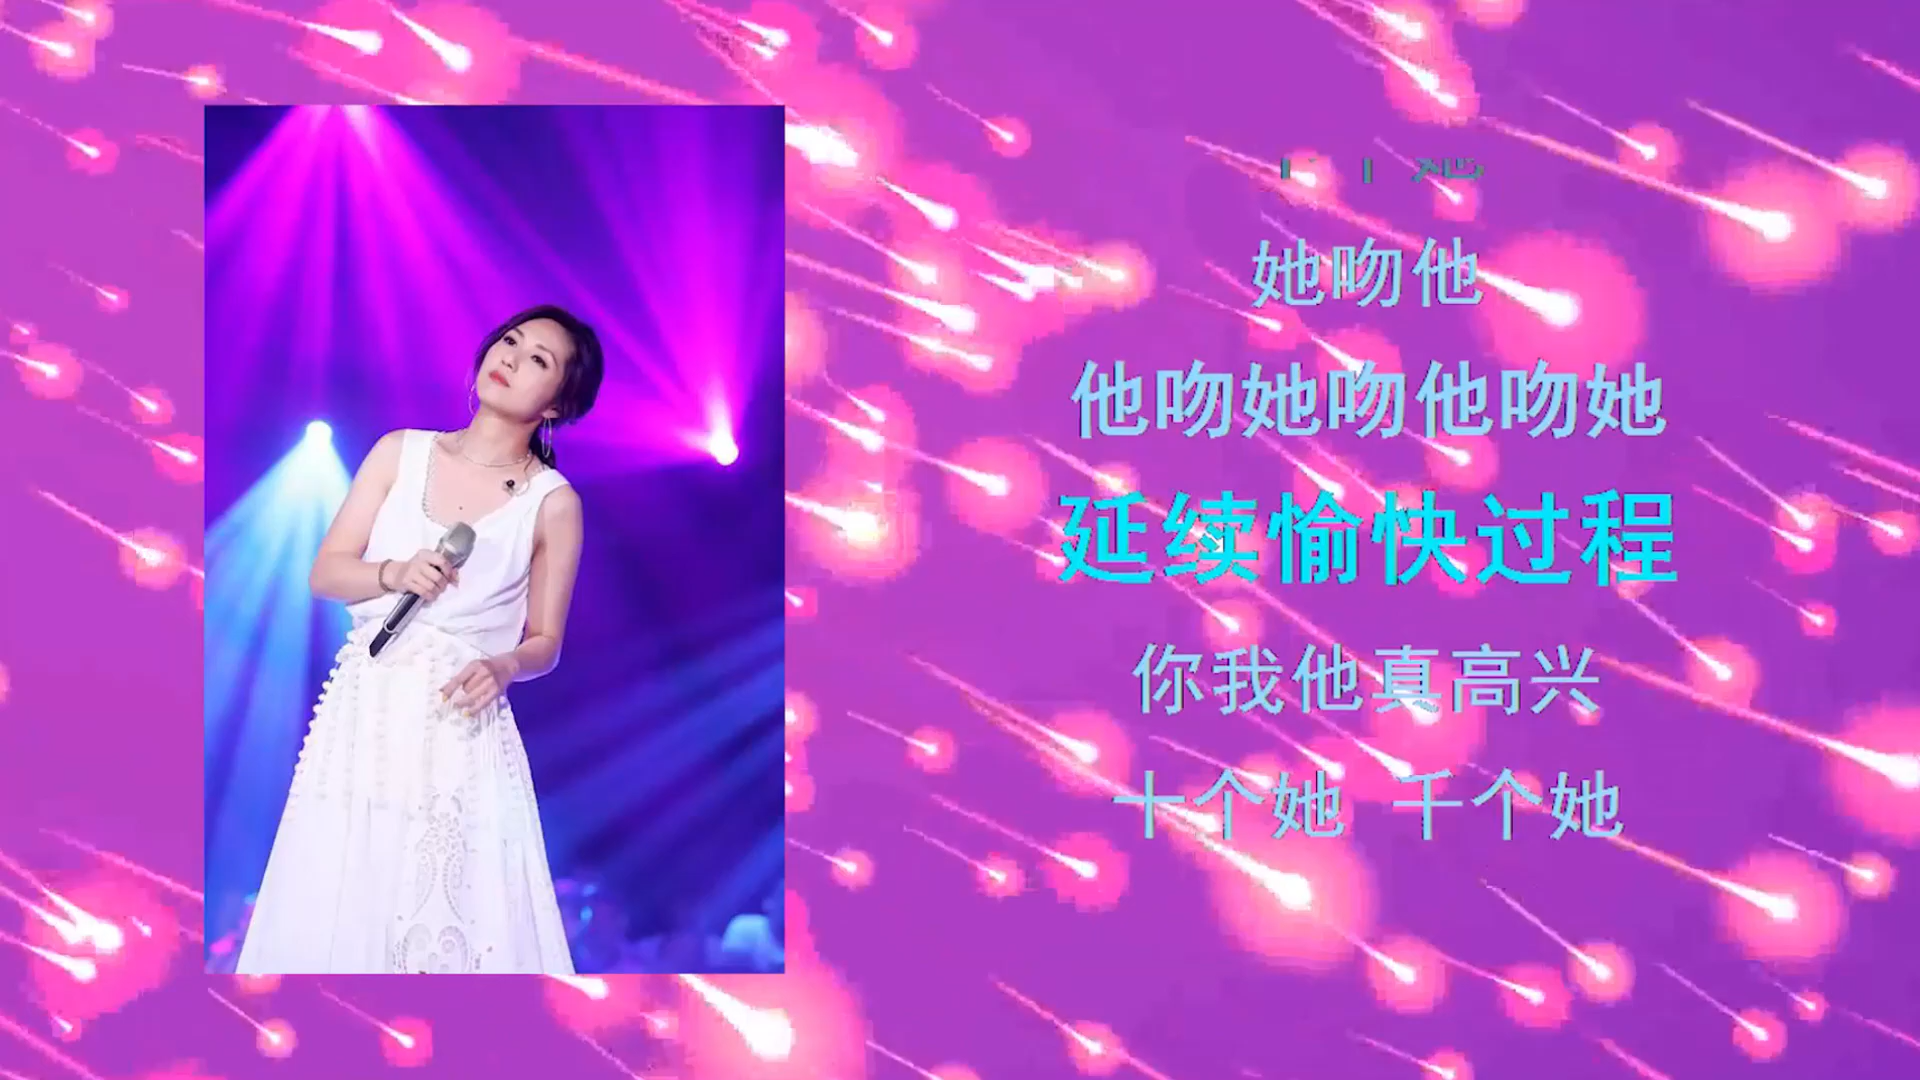 她吻他
他吻她吻他吻她
延续愉快过程
你我他真高兴
十个她 千个她